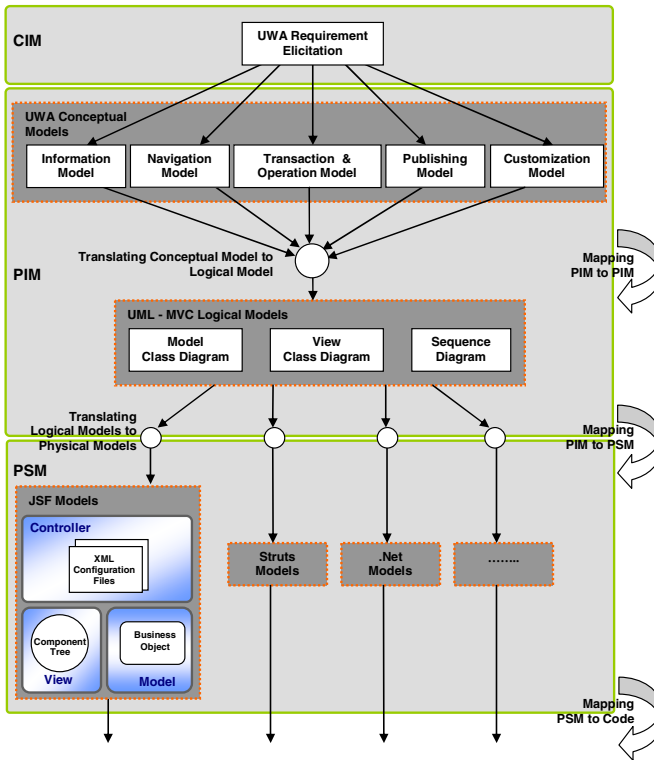 CIM
UWA Requirement
Elicitation
UWA Conceptual
Models
Information
Model
Navigation
Model
Transaction &
Operation Model
Publishing
Model
Customization
Model
Translating Conceptual Model to
Logical Model
PIM
Mapping
PIM to PIM
UML - MVC Logical Models
Model
Class Diagram
View
Class Diagram
Sequence
Diagram
Translating
Logical Models to
Physical Models
Mapping
PIM to PSM
PSM
JSF Models
Controller
XML
Configuration
Files
Component
Tree
View
Business
Object
Model
Struts
Models
.Net
Models
........
Mapping
PSM to Code